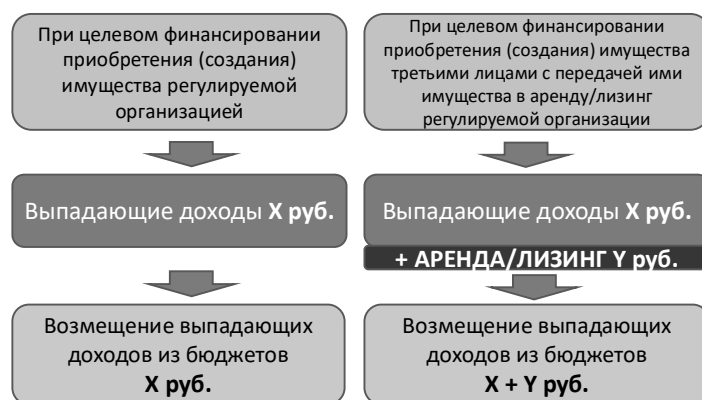 При целевом финансировании
приобретения (создания)
имущества регулируемой
организацией
Выпадающие доходы X руб.
Возмещение выпадающих
доходов из бюджетов
X руб.
При целевом финансировании
приобретения (создания) имущества
третьими лицами с передачей ими
имущества в аренду/лизинг
регулируемой организации
Выпадающие доходы X руб.
+ АРЕНДА/ЛИЗИНГ Y руб.
Возмещение выпадающих
доходов из бюджетов
X + Y руб.